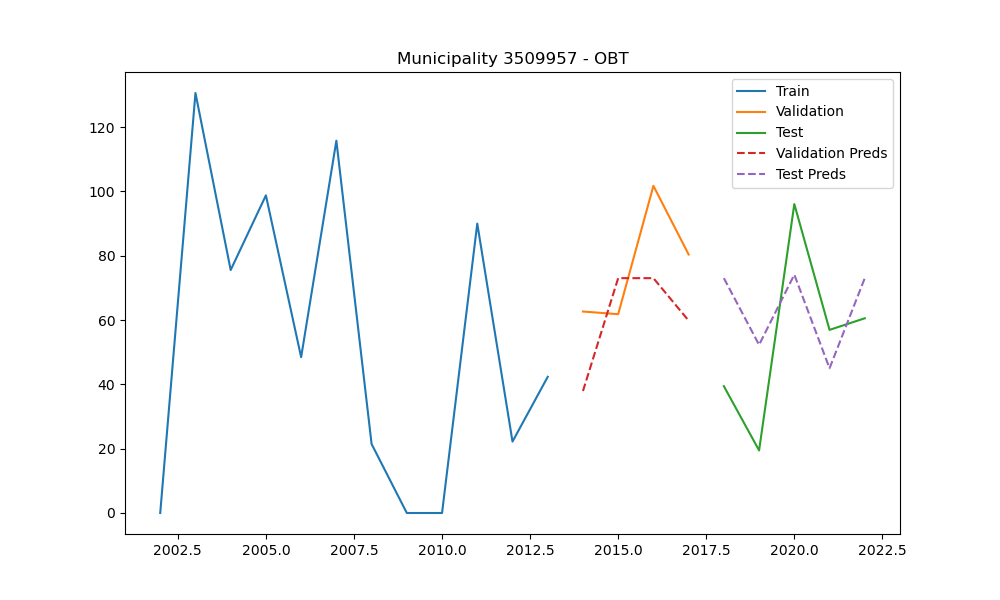 Municipality 3509957 - OBT
Train
Validation
Test
Validation Preds
Test Preds
120
100
80
60
40
20
0
2002.5 2005.0 2007.5 2010.0 2012.5 2015.0 2017.5 2020.0 2022.5